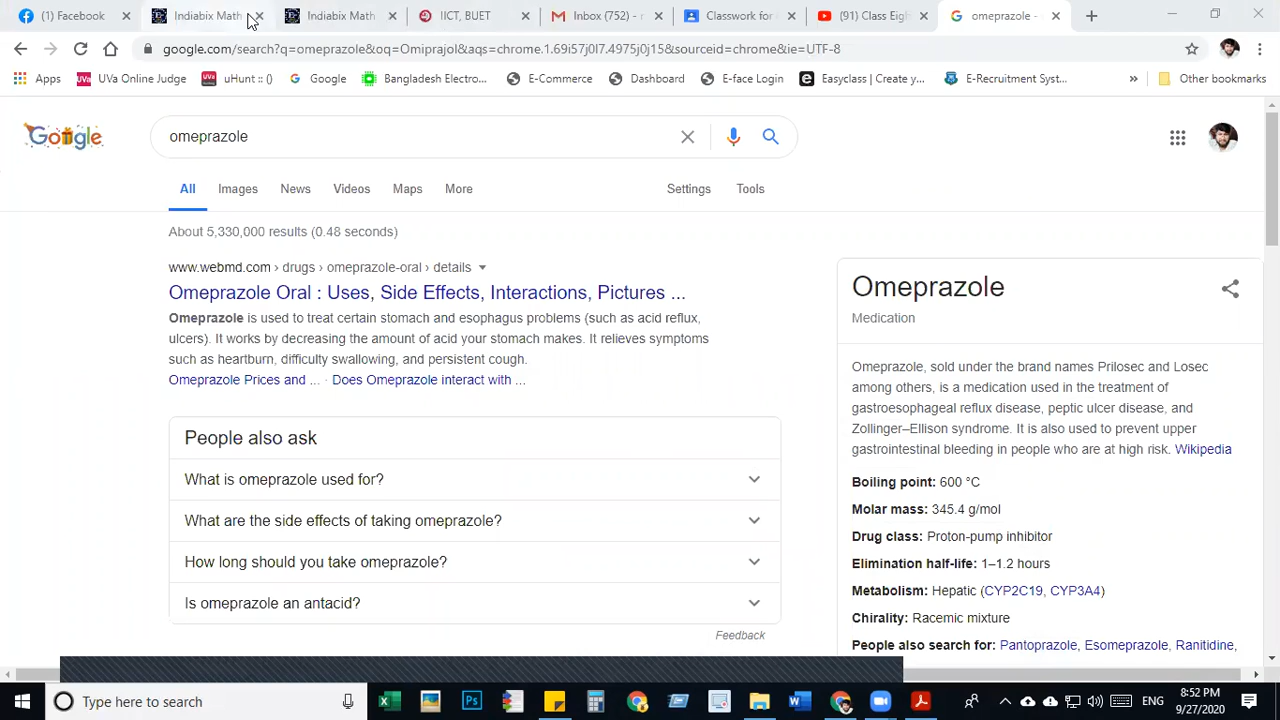 (1) Facebook
Indiabix Math
Indiabix Math
IICT, BUET
Inbox (752) - r
Classwork for
(91) Class Eigh
omeprazole -
google.com/search?q=omeprazole&oq=Omiprajol&aqs=chrome.1.69i57j0l7.4975j0j15&sourceid=chrome&ie=UTF-8
Apps
UVa Online Judge
uHunt :: ()
Google
Bangladesh Electro...
E-Commerce
Dashboard
E-face Login
Easyclass | Create y...
E-Recruitment Syst...
»
Other bookmarks
Google
omeprazole
All
Images
News
Videos
Maps
More
Settings
Tools
About 5,330,000 results (0.48 seconds)
www.webmd.com › drugs › omeprazole-oral › details
Omeprazole Oral : Uses, Side Effects, Interactions, Pictures ...
Omeprazole is used to treat certain stomach and esophagus problems (such as acid reflux,
ulcers). It works by decreasing the amount of acid your stomach makes. It relieves symptoms
such as heartburn, difficulty swallowing, and persistent cough.
Omeprazole Prices and ... · Does Omeprazole interact with ...
People also ask
What is omeprazole used for?
What are the side effects of taking omeprazole?
How long should you take omeprazole?
Is omeprazole an antacid?
Feedback
Omeprazole
Medication
Omeprazole, sold under the brand names Prilosec and Losec
among others, is a medication used in the treatment of
gastroesophageal reflux disease, peptic ulcer disease, and
Zollinger–Ellison syndrome. It is also used to prevent upper
gastrointestinal bleeding in people who are at high risk. Wikipedia
Boiling point: 600 °C
Molar mass: 345.4 g/mol
Drug class: Proton-pump inhibitor
Elimination half-life: 1–1.2 hours
Metabolism: Hepatic (CYP2C19, CYP3A4)
Chirality: Racemic mixture
People also search for: Pantoprazole, Esomeprazole, Ranitidine,
Type here to search
ENG
8:52 PM
9/27/2020